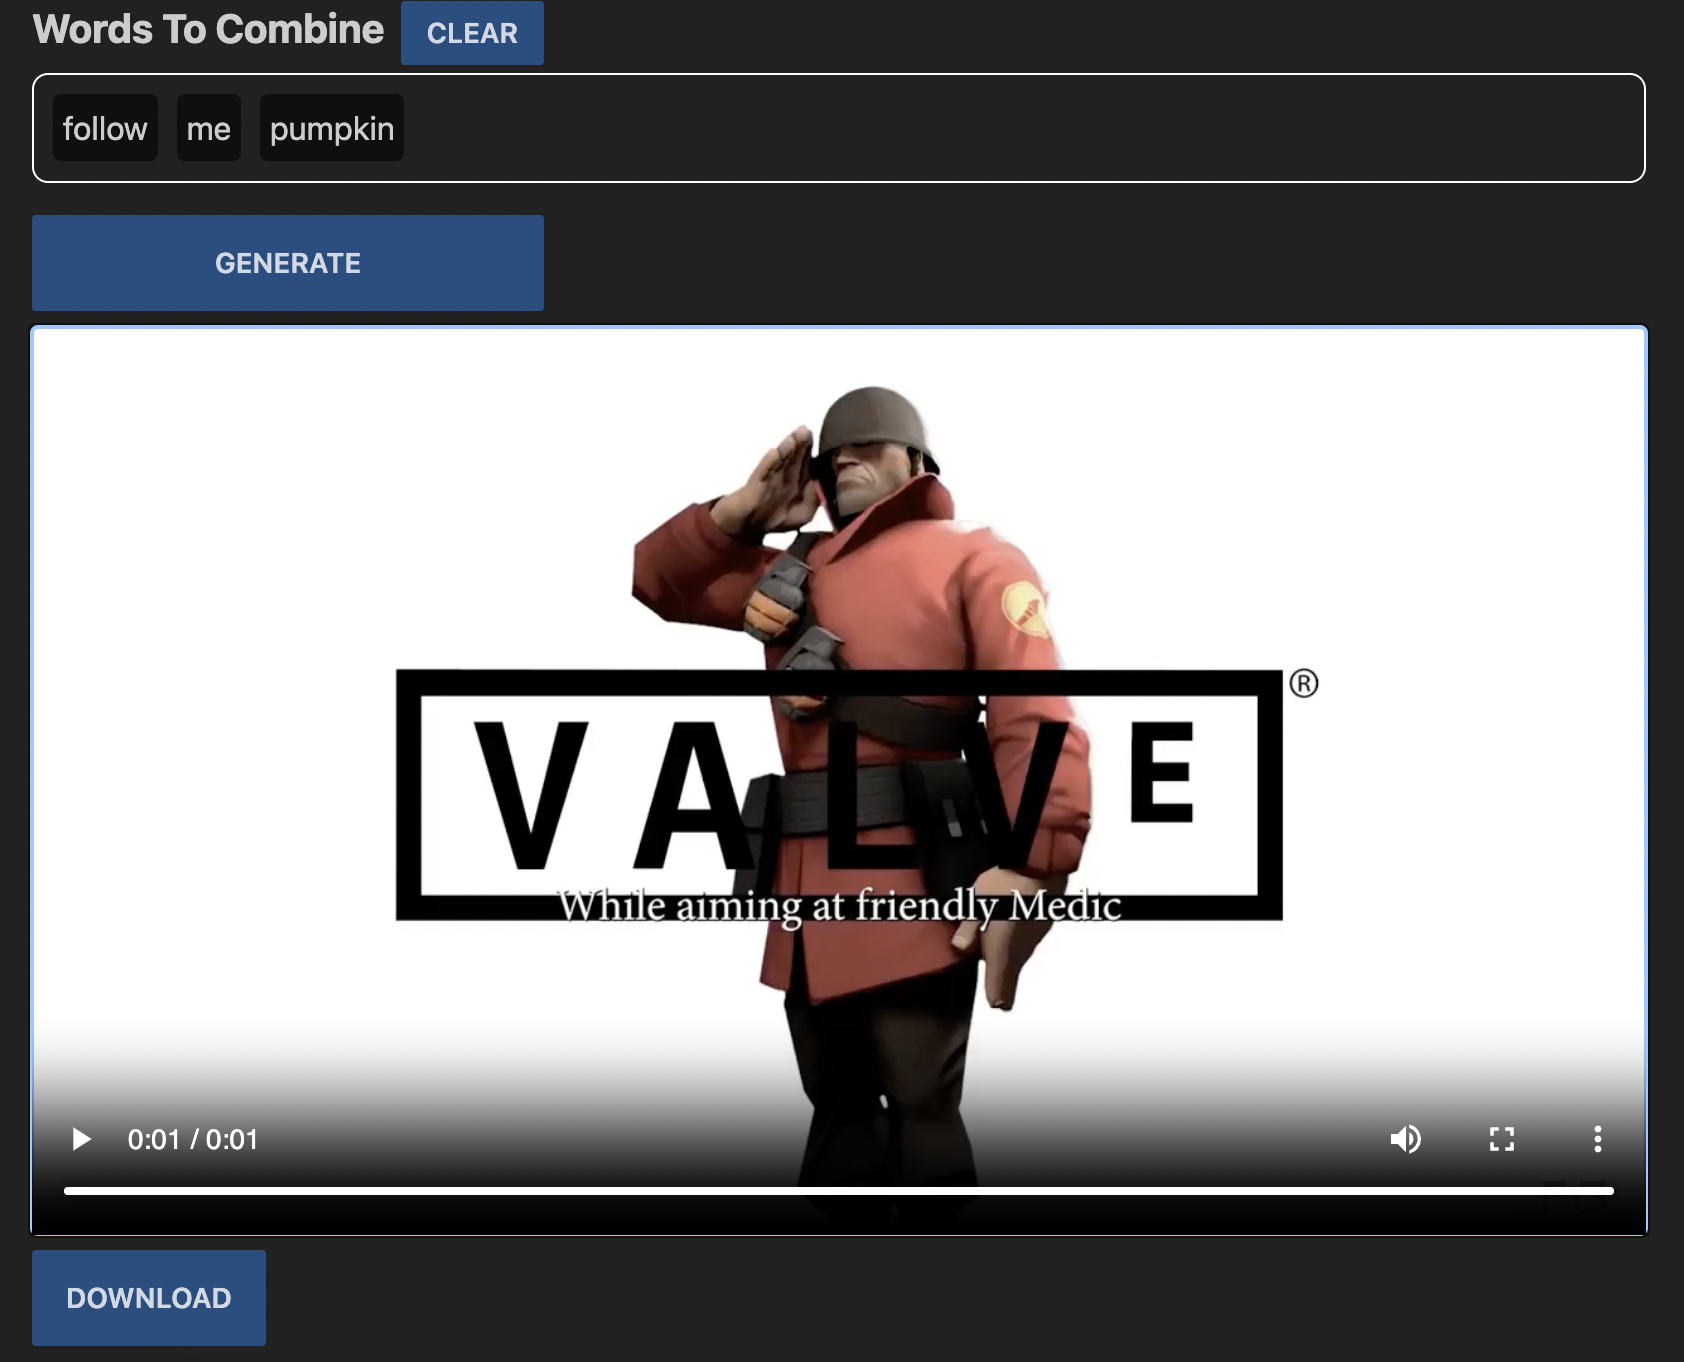 Words To Combine CLEAR
follow me pumpkin
GENERATE
VALVE®
While aiming at friendly Medic
0:01 / 0:01
DOWNLOAD